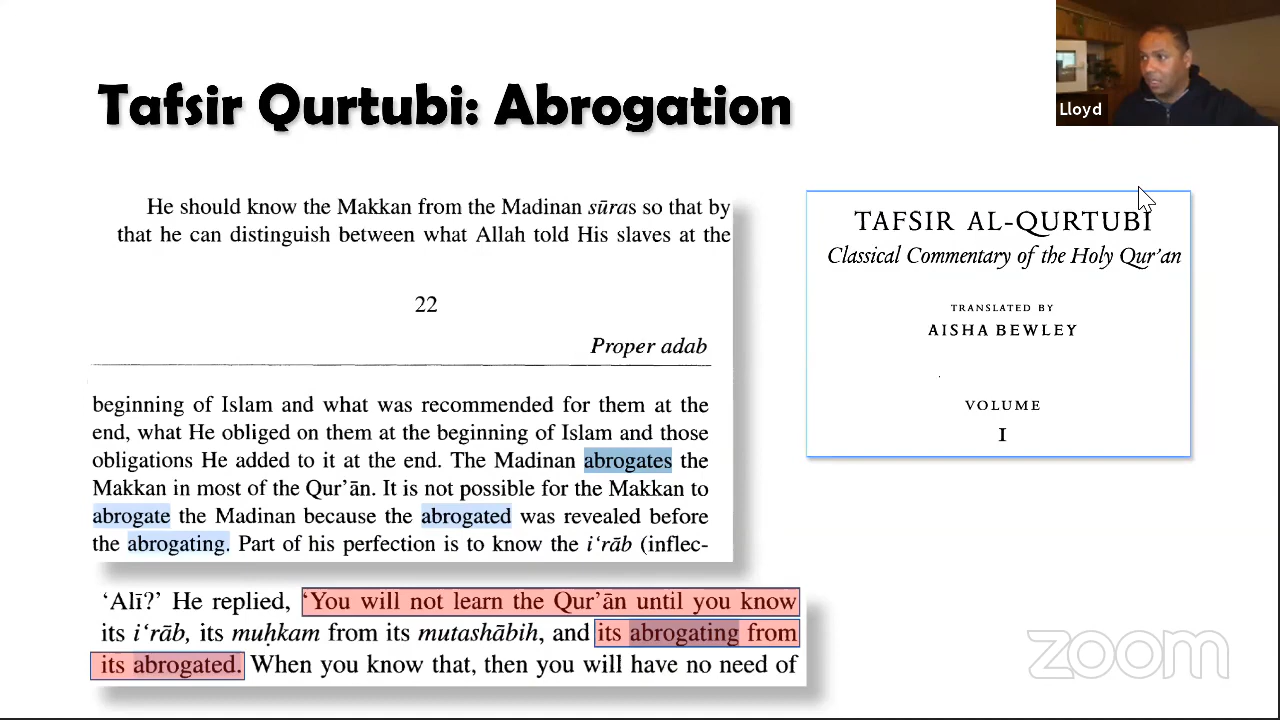 Lloyd
Tafsir Qurtubi: Abrogation
He should know the Makkan from the Madinan sūras so that by
that he can distinguish between what Allah told His slaves at the
22
Proper adab
beginning of Islam and what was recommended for them at the
end, what He obliged on them at the beginning of Islam and those
obligations He added to it at the end. The Madinan abrogates the
Makkan in most of the Qur’ān. It is not possible for the Makkan to
abrogate the Madinan because the abrogated was revealed before
the abrogating. Part of his perfection is to know the i‘rāb (inflec-
‘Alī?’ He replied, ‘You will not learn the Qur’ān until you know
its i‘rāb, its muḥkam from its mutashābih, and its abrogating from
its abrogated. When you know that, then you will have no need of
TAFSIR AL-QURTUBI
Classical Commentary of the Holy Qur’an
TRANSLATED BY
AISHA BEWLEY
VOLUME
I
zoom